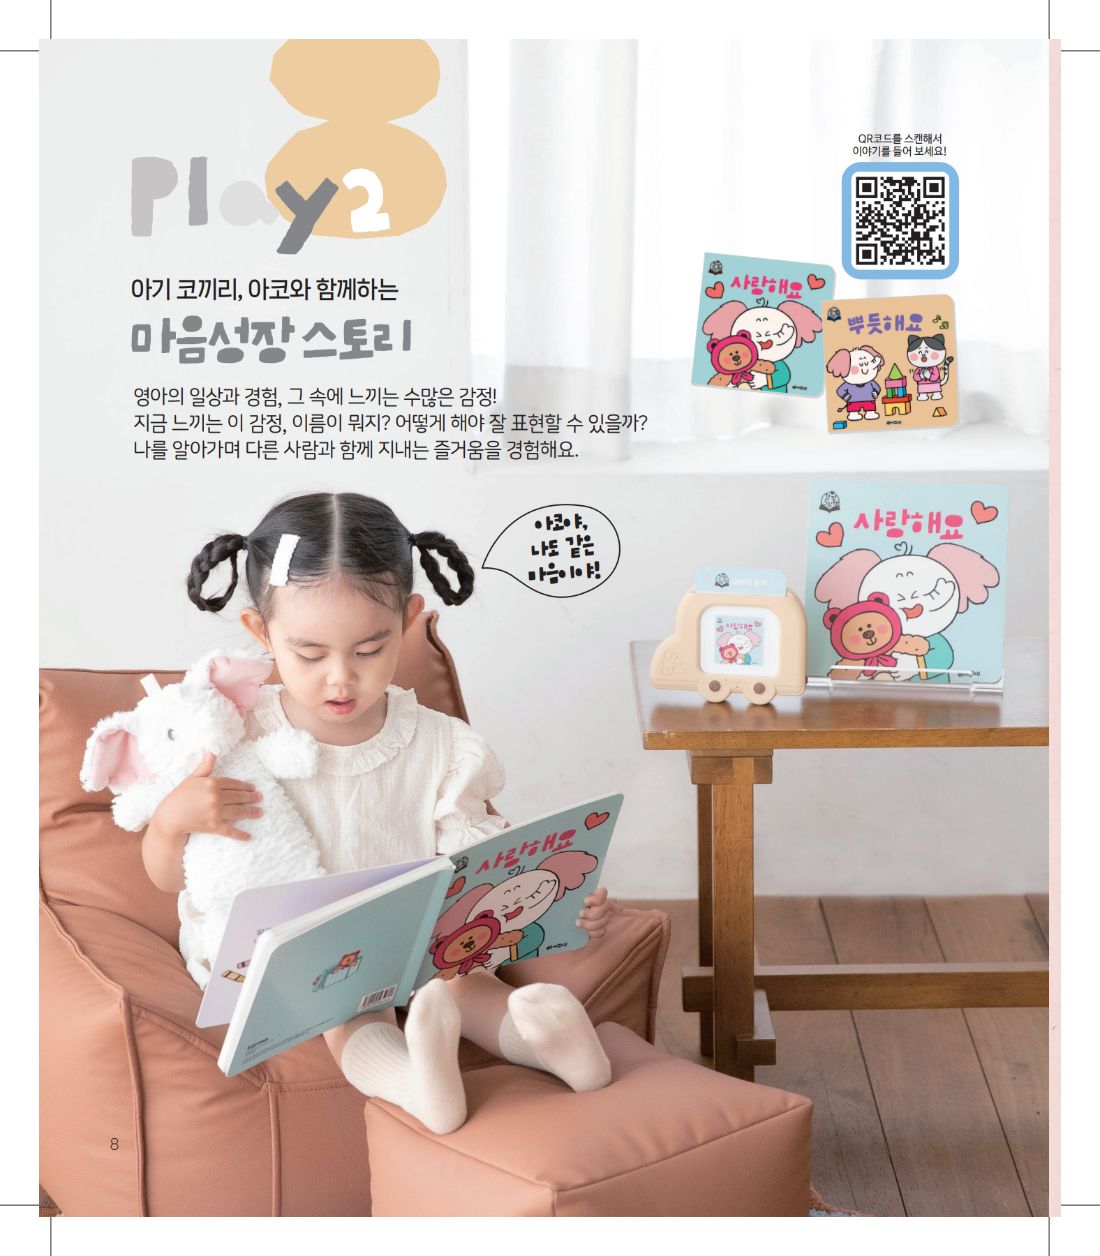 Play2
아기 코끼리, 아코와 함께하는
마음성장 스토리
영아의 일상과 경험, 그 속에 느끼는 수많은 감정!
지금 느끼는 이 감정, 이름이 뭐지? 어떻게 해야 잘 표현할 수 있을까?
나를 알아가며 다른 사람과 함께 지내는 즐거움을 경험해요.
QR코드를 스캔해서
이야기를 들어 보세요!
사랑해요
뿌듯해요
아코야,
나도 같은
마음이야!
사랑해요
사랑해요
사랑해요
8